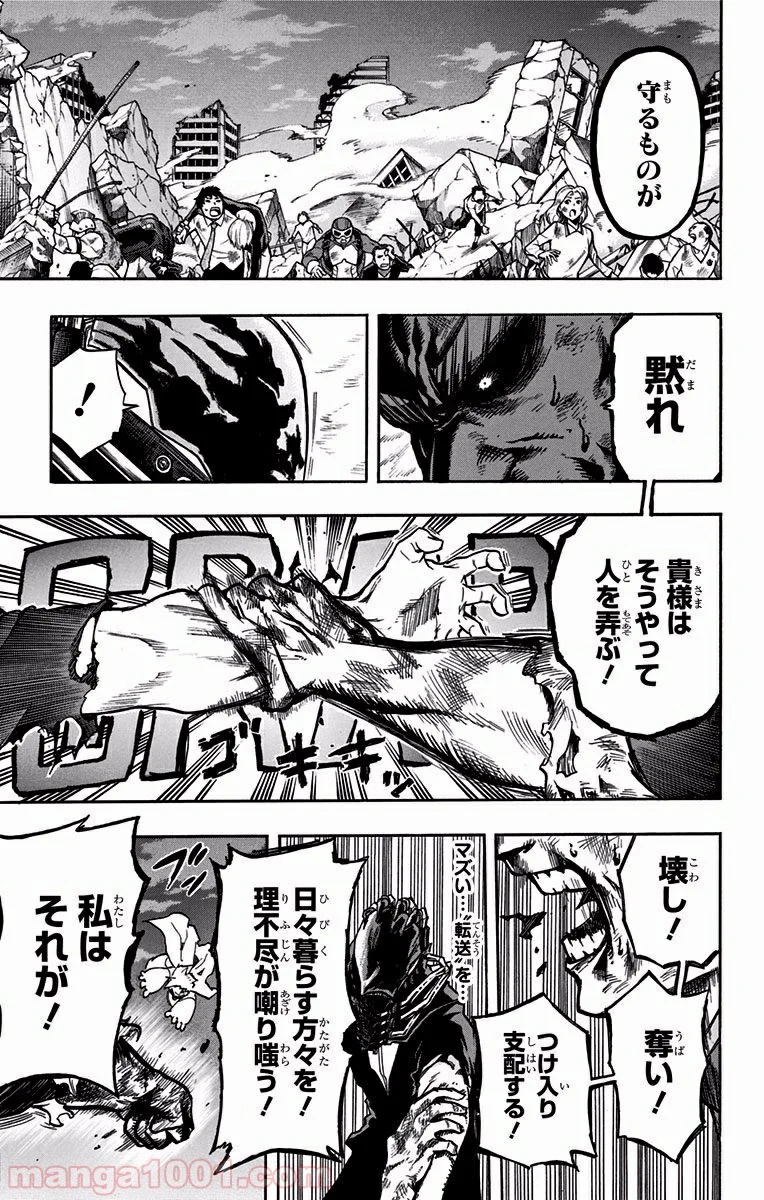 守るものが
黙れ
！
貴様は
そうやって
人を弄ぶ！
ゴキキ
壊し！
奪い！
つけ入り
支配する！
マズい…〝転送〟を…
日々暮らす方々を！
理不尽が嘲り嗤う！
ブン
私は
それが！
manga1001.com